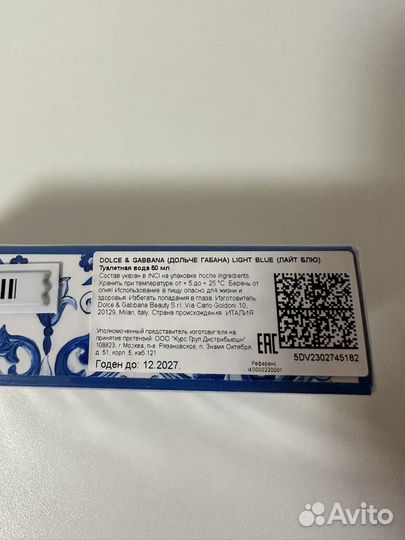 DOLCE & GABBANA (ДОЛЬЧЕ ГАБАНА) LIGHT BLUE (ЛАЙТ БЛЮ)
Туалетная вода 50 мл
Состав указан в INCI на упаковке после ingredients.
Хранить при температуре от + 5 до + 25 °C. Беречь от
огня! Использование в пищу опасно для жизни и
здоровья. Избегать попадания в глаза. Изготовитель:
Dolce & Gabbana Beauty S.r.l.,Via Carlo Goldoni 10,
20129, Milan, Italy, Страна происхождения: ИТАЛИЯ
Уполномоченный представитель изготовителя на
принятие претензий: ООО "Курс Груп Дистрибьюшн"
108823, г Москва, п-е. Рязановское, п. Знамя Октября,
д. 51, корп. 5, каб 121
Годен до: 12.2027.
EAC
Референс
I40000220001
5DV2302745182
Avito